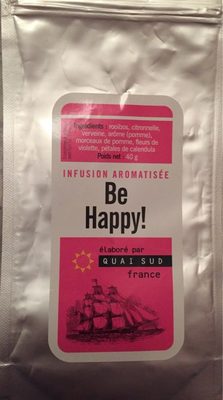 Ingrédients : rooibos, citronnelle,
verveine, arôme (pomme),
morceaux de pomme, fleurs de
violette, pétales de calendula
Poids net : 40 g
INFUSION AROMATISÉE
Be
Happy!
élaboré par
QUAI SUD
france